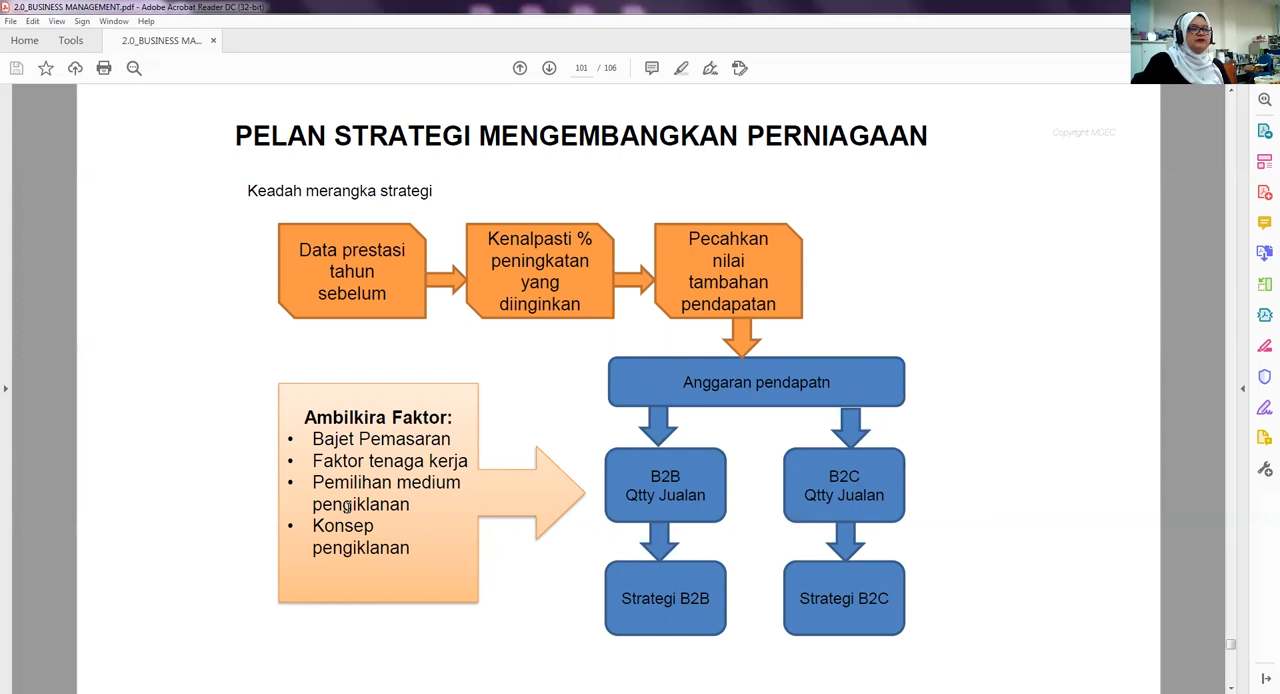 2.0_BUSINESS MANAGEMENT.pdf - Adobe Acrobat Reader DC (32-bit)
File Edit View Sign Window Help
Home Tools 2.0_BUSINESS MA... ×
101 / 106
PELAN STRATEGI MENGEMBANGKAN PERNIAGAAN
Copyright MDEC
Keadah merangka strategi
Data prestasi
tahun
sebelum
Kenalpasti %
peningkatan
yang
diinginkan
Pecahkan
nilai
tambahan
pendapatan
Anggaran pendapatn
Ambilkira Faktor:
• Bajet Pemasaran
• Faktor tenaga kerja
• Pemilihan medium
pengiklanan
• Konsep
pengiklanan
B2B
Qtty Jualan
B2C
Qtty Jualan
Strategi B2B
Strategi B2C